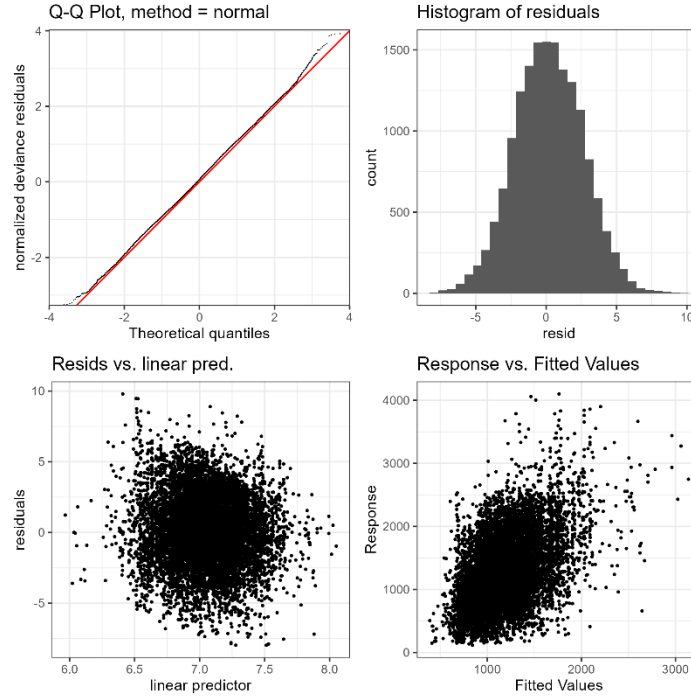 Q-Q Plot, method = normal
normalized deviance residuals
4
2
0
-2
-4 -2 0 2 4
Theoretical quantiles
Histogram of residuals
count
1500
1000
500
0
-5 0 5 10
resid
Resids vs. linear pred.
residuals
10
5
0
-5
6.0 6.5 7.0 7.5 8.0
linear predictor
Response vs. Fitted Values
Response
4000
3000
2000
1000
0
1000 2000 3000
Fitted Values